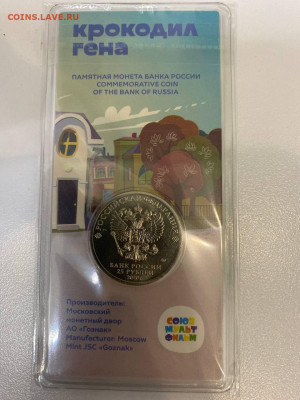 COINS.LAVE.RU
крокодил
гена
ПАМЯТНАЯ МОНЕТА БАНКА РОССИИ
COMMEMORATIVE COIN
OF THE BANK OF RUSSIA
РОССИЙСКАЯ ФЕДЕРАЦИЯ
БАНК РОССИИ
25 РУБЛЕЙ
Производитель:
Московский
монетный двор
АО «Гознак»
Manufacturer: Moscow
Mint JSC «Goznak»
СОЮЗ
МУЛЬТ
ФИЛЬМ